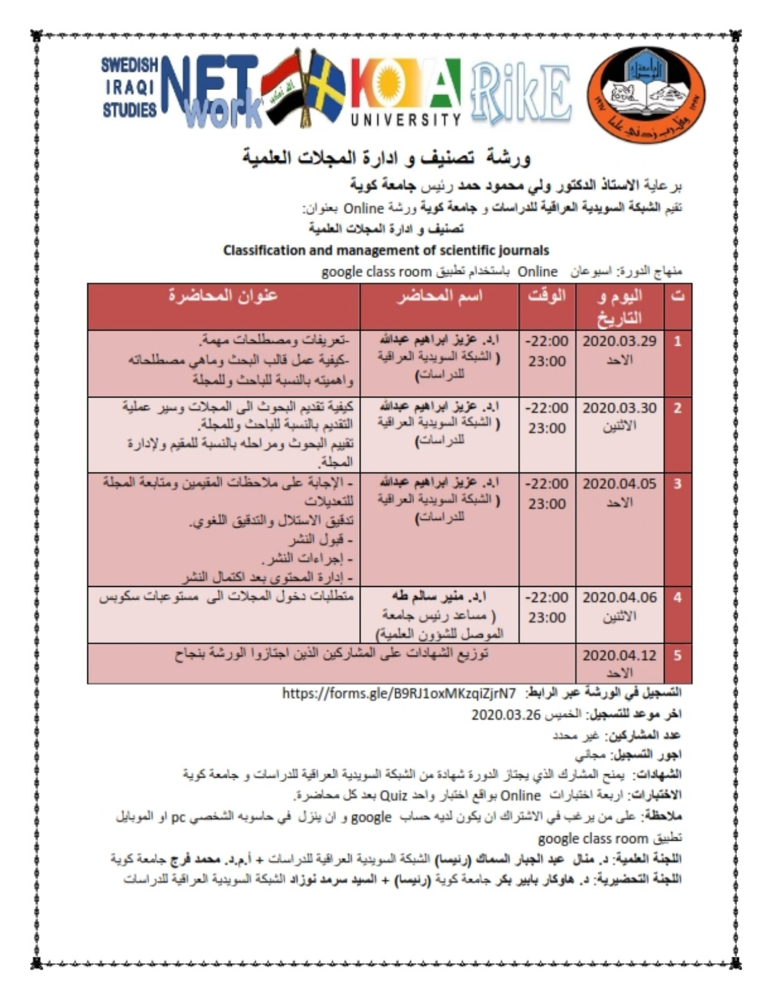 SWEDISH
IRAQI
STUDIES
NET
work
الله أكبر
KOYA
UNIVERSITY
RikE
وقل رب زدني علما
ورشة تصنيف و ادارة المجلات العلمية
برعاية الاستاذ الدكتور ولي محمود حمد رئيس جامعة كوية
تقيم الشبكة السويدية العراقية للدراسات و جامعة كوية ورشة Online بعنوان:
تصنيف و ادارة المجلات العلمية
Classification and management of scientific journals
منهاج الدورة: اسبوعان Online باستخدام تطبيق google class room
ت
اليوم و
التاريخ
الوقت
اسم المحاضر
عنوان المحاضرة
1
2020.03.29
الاحد
22:00-
23:00
ا.د. عزيز ابراهيم عبدالله
( الشبكة السويدية العراقية
للدراسات)
-تعريفات ومصطلحات مهمة.
-كيفية عمل قالب البحث وماهي مصطلحاته
واهميته بالنسبة للباحث وللمجلة
2
2020.03.30
الاثنين
22:00-
23:00
ا.د. عزيز ابراهيم عبدالله
( الشبكة السويدية العراقية
للدراسات)
كيفية تقديم البحوث الى المجلات وسير عملية
التقديم بالنسبة للباحث وللمجلة.
تقييم البحوث ومراحله بالنسبة للمقيم ولإدارة
المجلة.
3
2020.04.05
الاحد
22:00-
23:00
ا.د. عزيز ابراهيم عبدالله
( الشبكة السويدية العراقية
للدراسات)
- الإجابة على ملاحظات المقيمين ومتابعة المجلة
للتعديلات
تدقيق الاستلال والتدقيق اللغوي.
- قبول النشر
- إجراءات النشر.
- إدارة المحتوى بعد اكتمال النشر
4
2020.04.06
الاثنين
22:00-
23:00
ا.د. منير سالم طه
( مساعد رئيس جامعة
الموصل للشؤون العلمية)
متطلبات دخول المجلات الى مستوعبات سكوبس
5
2020.04.12
الاحد
توزيع الشهادات على المشاركين الذين اجتازوا الورشة بنجاح
التسجيل في الورشة عبر الرابط: https://forms.gle/B9RJ1oxMKzqiZjrN7
اخر موعد للتسجيل: الخميس 2020.03.26
عدد المشاركين: غير محدد
اجور التسجيل: مجاني
الشهادات: يمنح المشارك الذي يجتاز الدورة شهادة من الشبكة السويدية العراقية للدراسات و جامعة كوية
الاختبارات: اربعة اختبارات Online بواقع اختبار واحد Quiz بعد كل محاضرة.
ملاحظة: على من يرغب في الاشتراك ان يكون لديه حساب google و ان ينزل في حاسوبه الشخصي pc او الموبايل
تطبيق google class room
اللجنة العلمية: د. منال عبد الجبار السماك (رئيسا) الشبكة السويدية العراقية للدراسات + أ.م.د. محمد فرج جامعة كوية
اللجنة التحضيرية: د. هاوكار بابير بكر جامعة كوية (رئيسا) + السيد سرمد نوزاد الشبكة السويدية العراقية للدراسات